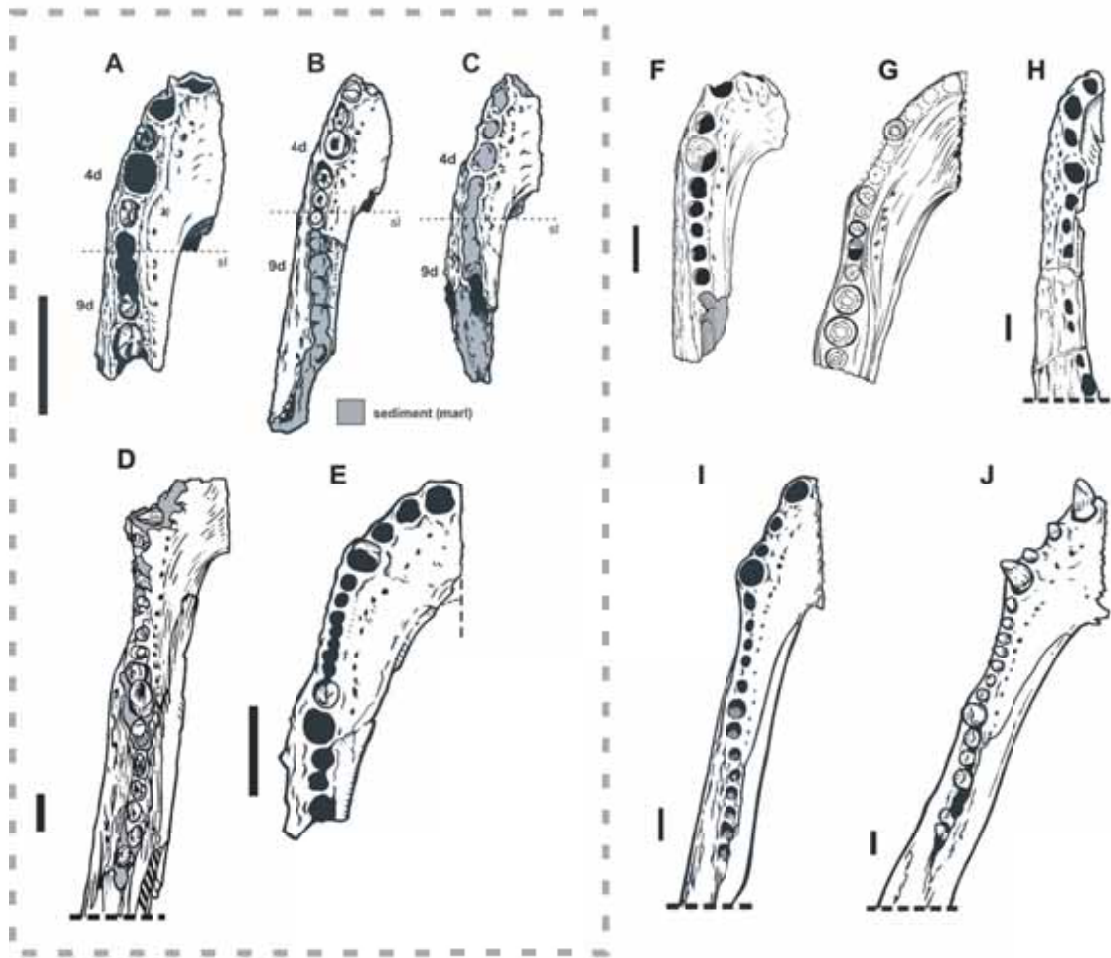 A B C
4d 4d 4d
sl sl sl
9d 9d 9d
sediment (marl)
D E
F G H
I J